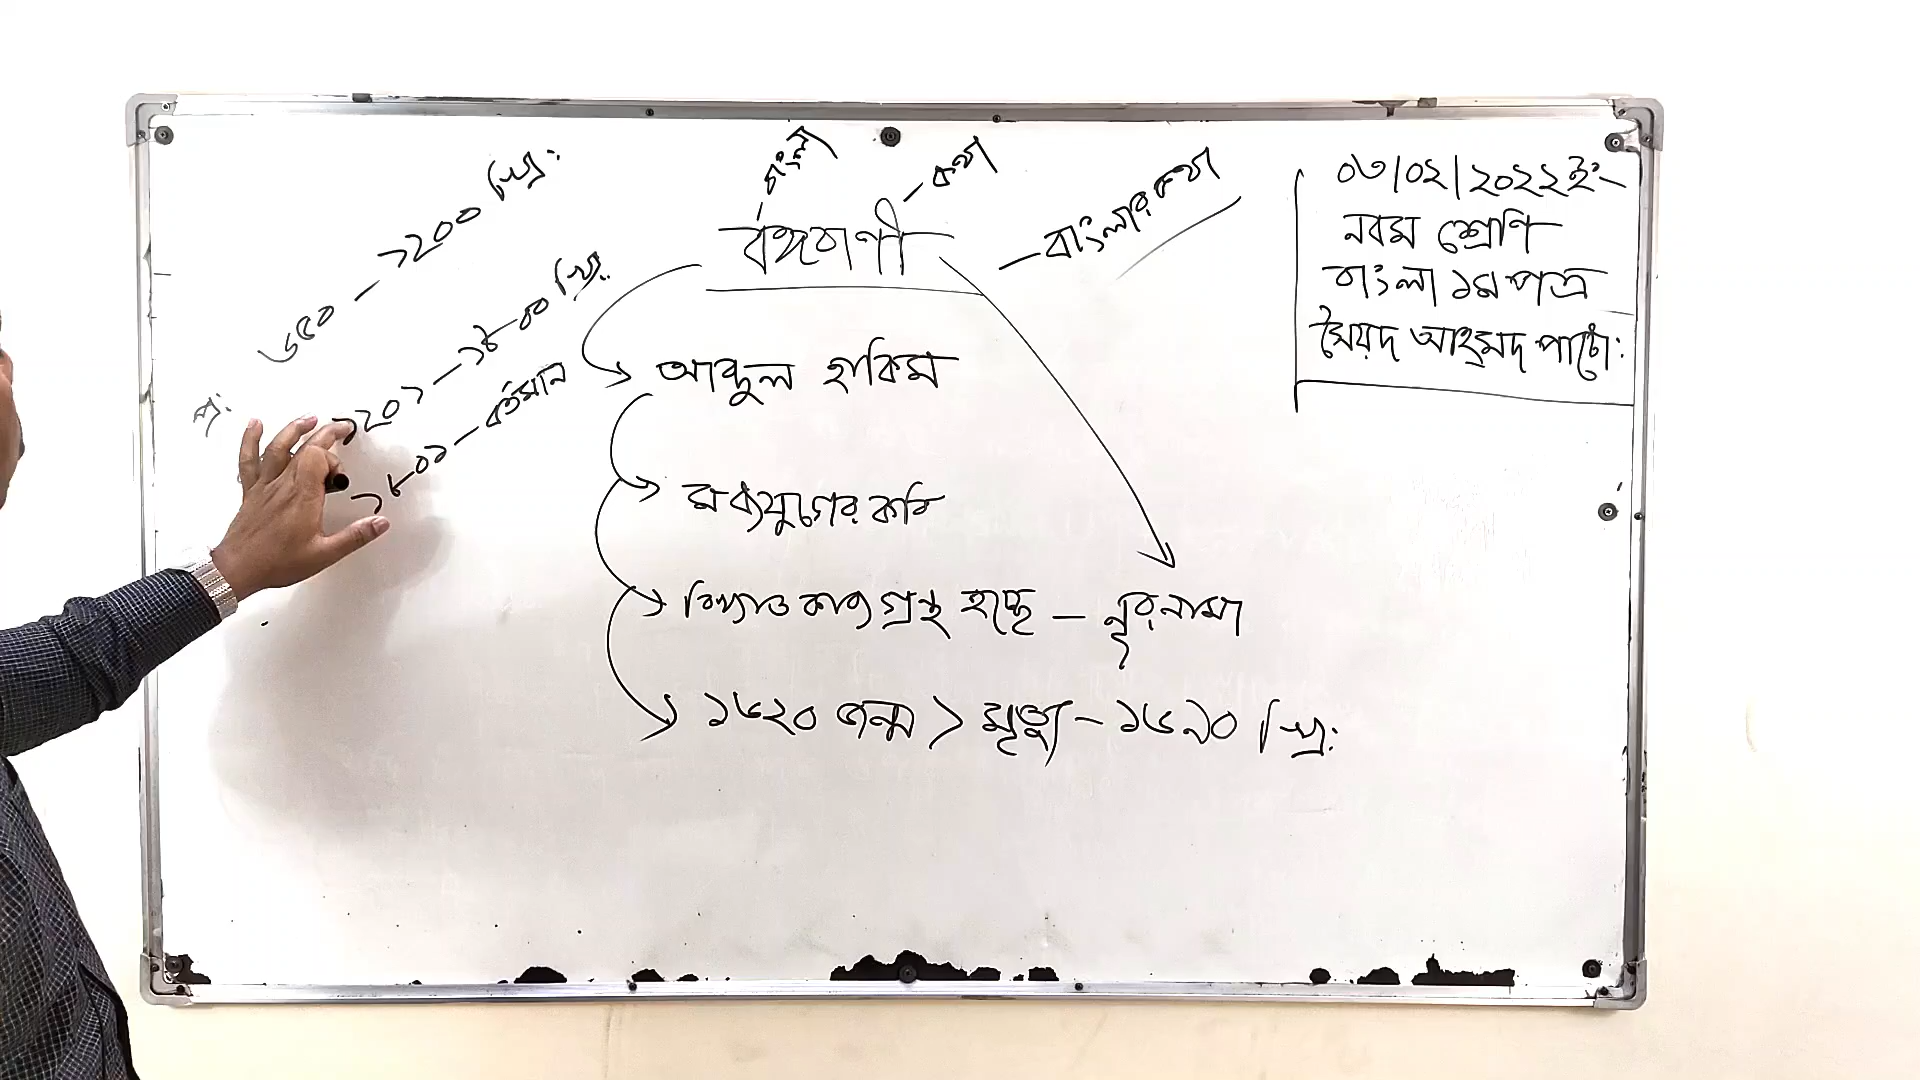 ৬৫০ – ১২০০ খ্রি:
১২০১ – ১৮০০ খ্রি:
১৮০১ – বর্তমান
বাংলা
– কথা
বঙ্গবাণী
– বাংলার কথা
আব্দুল হাকিম
মধ্যযুগের কবি
বিখ্যাত কাব্য গ্রন্থ হচ্ছে – নূরনামা
১৬২০ জন্ম > মৃত্যু – ১৬৯০ খ্রি:
০৩/০২/২০২২ইং
নবম শ্রেণি
বাংলা ১ম পত্র
সৈয়দ আহমদ পাটো: